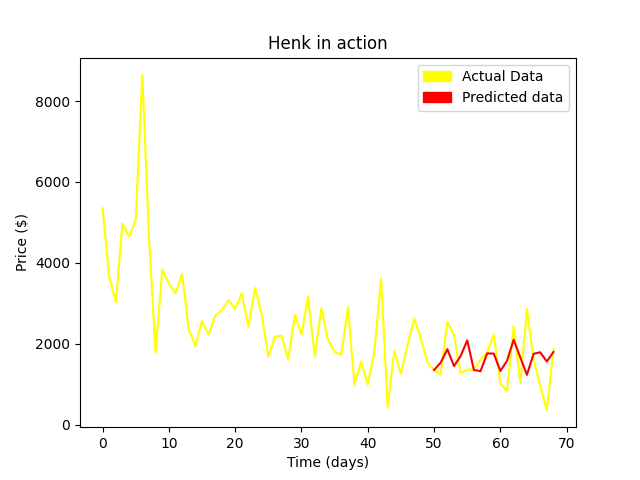 Henk in action
Actual Data
Predicted data
Price ($)
8000
6000
4000
2000
0
0 10 20 30 40 50 60 70
Time (days)